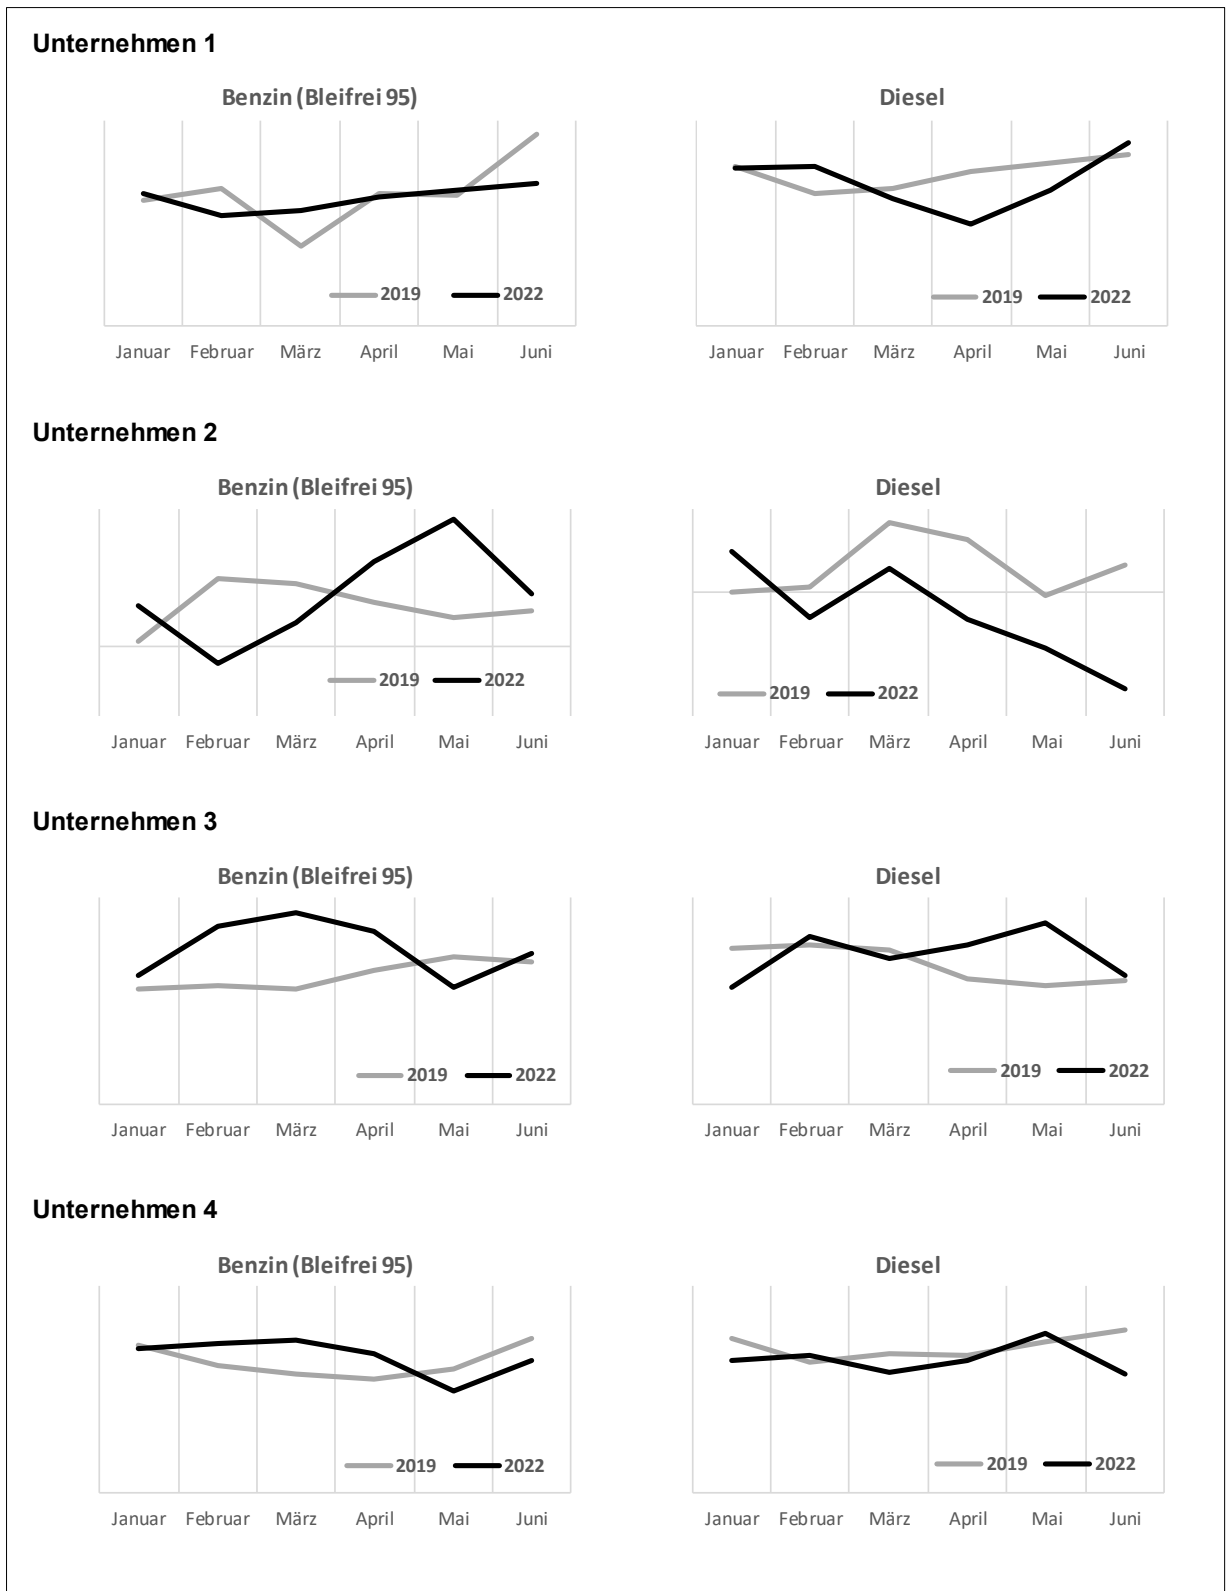 Unternehmen 1
Benzin (Bleifrei 95)
Diesel
2019 2022
2019 2022
Januar Februar März April Mai Juni
Januar Februar März April Mai Juni
Unternehmen 2
Benzin (Bleifrei 95)
Diesel
2019 2022
2019 2022
Januar Februar März April Mai Juni
Januar Februar März April Mai Juni
Unternehmen 3
Benzin (Bleifrei 95)
Diesel
2019 2022
2019 2022
Januar Februar März April Mai Juni
Januar Februar März April Mai Juni
Unternehmen 4
Benzin (Bleifrei 95)
Diesel
2019 2022
2019 2022
Januar Februar März April Mai Juni
Januar Februar März April Mai Juni